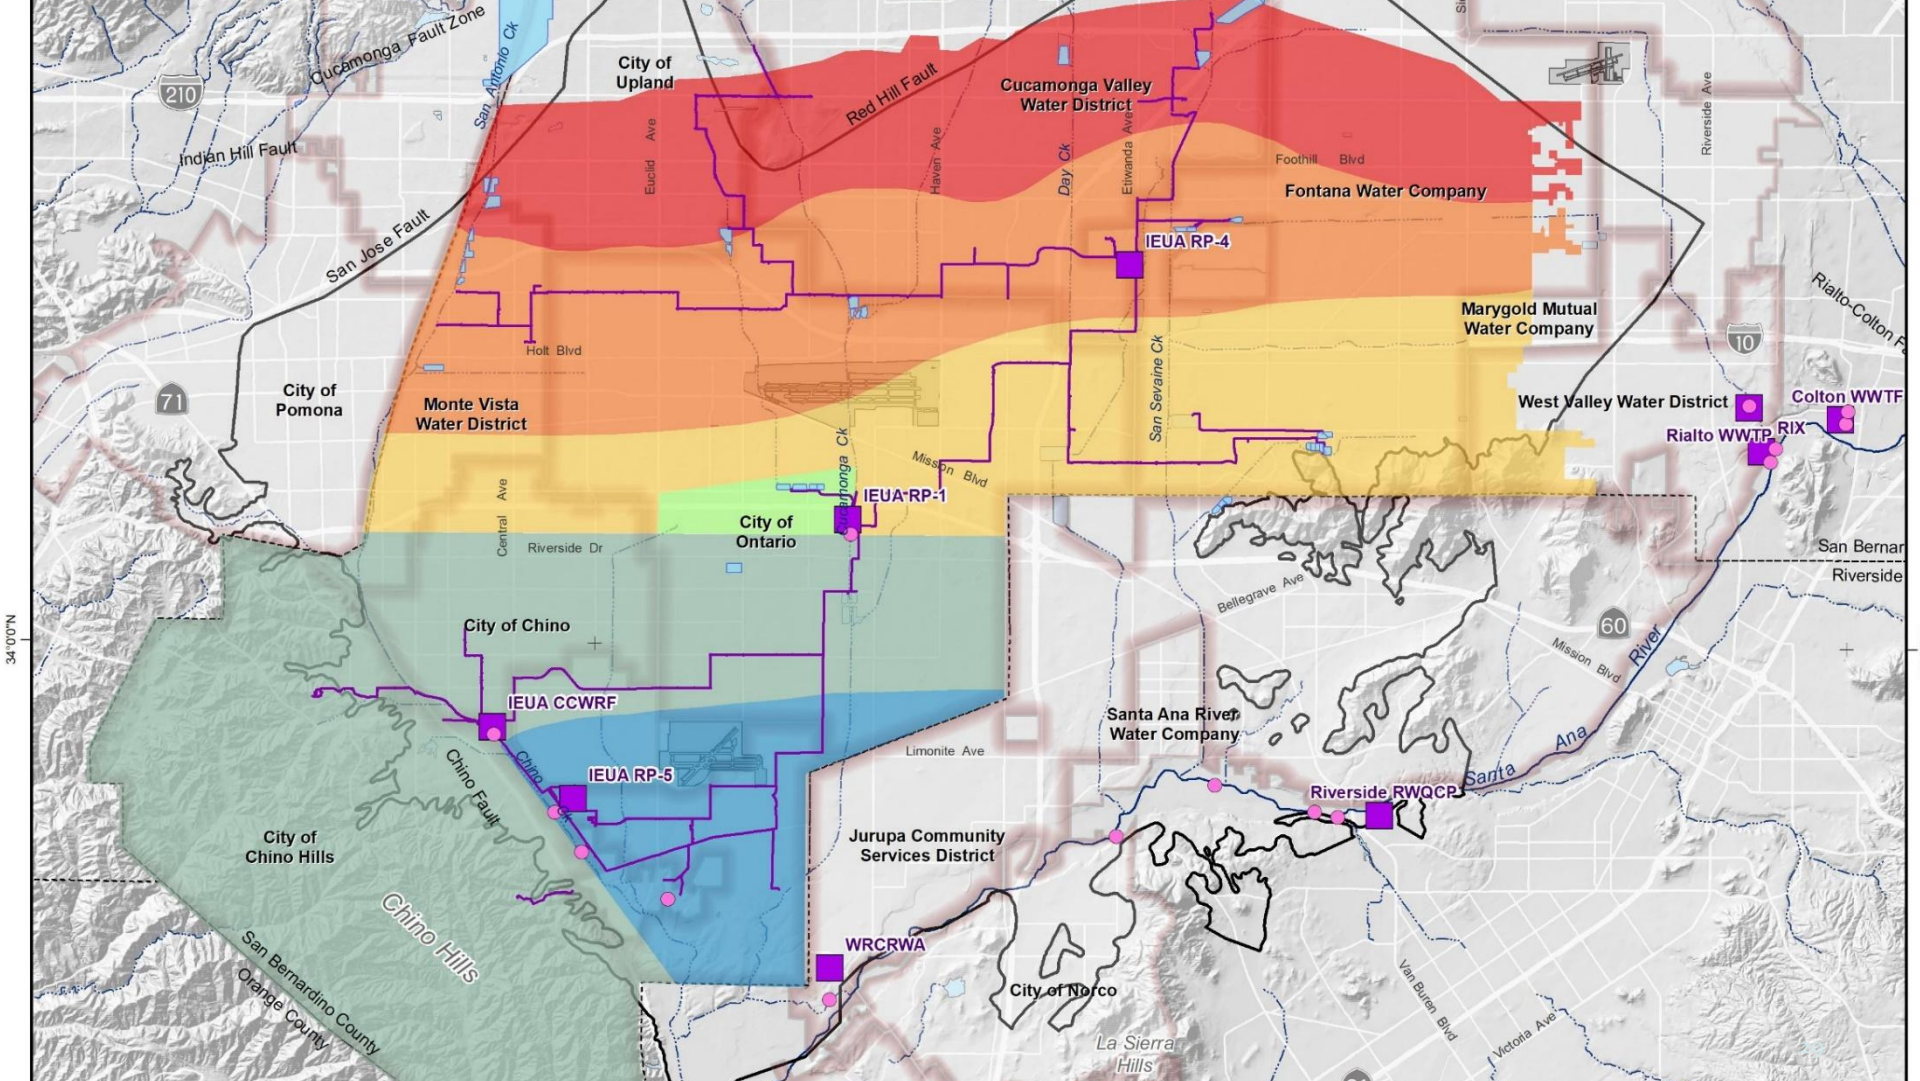 Cucamonga Fault Zone
San Antonio Ck
210
City of
Upland
Red Hill Fault
Cucamonga Valley
Water District
Riverside Ave
Indian Hill Fault
Euclid Ave
Haven Ave
Day Ck
Etiwanda Ave
Foothill Blvd
Fontana Water Company
San Jose Fault
IEUA RP-4
Rialto-Colton
Marygold Mutual
Water Company
10
Holt Blvd
San Sevaine Ck
71
City of
Pomona
Monte Vista
Water District
West Valley Water District
Colton WWTF
Rialto WWTP
RIX
Cucamonga Ck
Mission Blvd
IEUA RP-1
Central Ave
City of
Ontario
Riverside Dr
San Bernar
Riverside
Bellegrave Ave
34°0'0"N
City of Chino
60
Mission Blvd
River
IEUA CCWRF
Santa Ana River
Water Company
Limonite Ave
Ana
Santa
Chino Fault
Chino
Ck
IEUA RP-5
Riverside RWQCP
City of
Chino Hills
Jurupa Community
Services District
Chino Hills
San Bernardino County
Orange County
WRCRWA
City of Norco
Van Buren Blvd
Victoria Ave
La Sierra
Hills